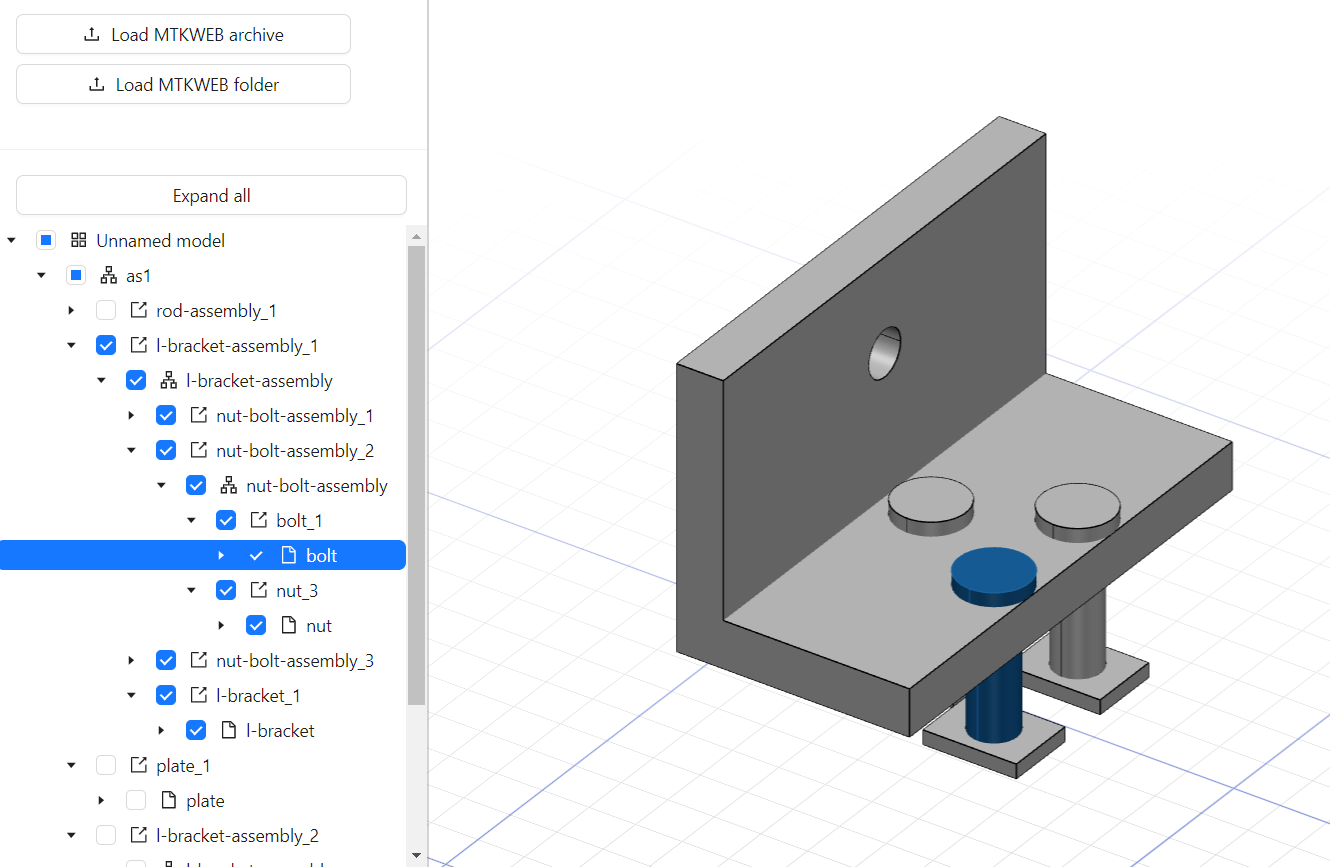 Load MTKWEB archive
Load MTKWEB folder
Expand all
Unnamed model
as1
rod-assembly_1
l-bracket-assembly_1
l-bracket-assembly
nut-bolt-assembly_1
nut-bolt-assembly_2
nut-bolt-assembly
bolt_1
bolt
nut_3
nut
nut-bolt-assembly_3
l-bracket_1
l-bracket
plate_1
plate
l-bracket-assembly_2